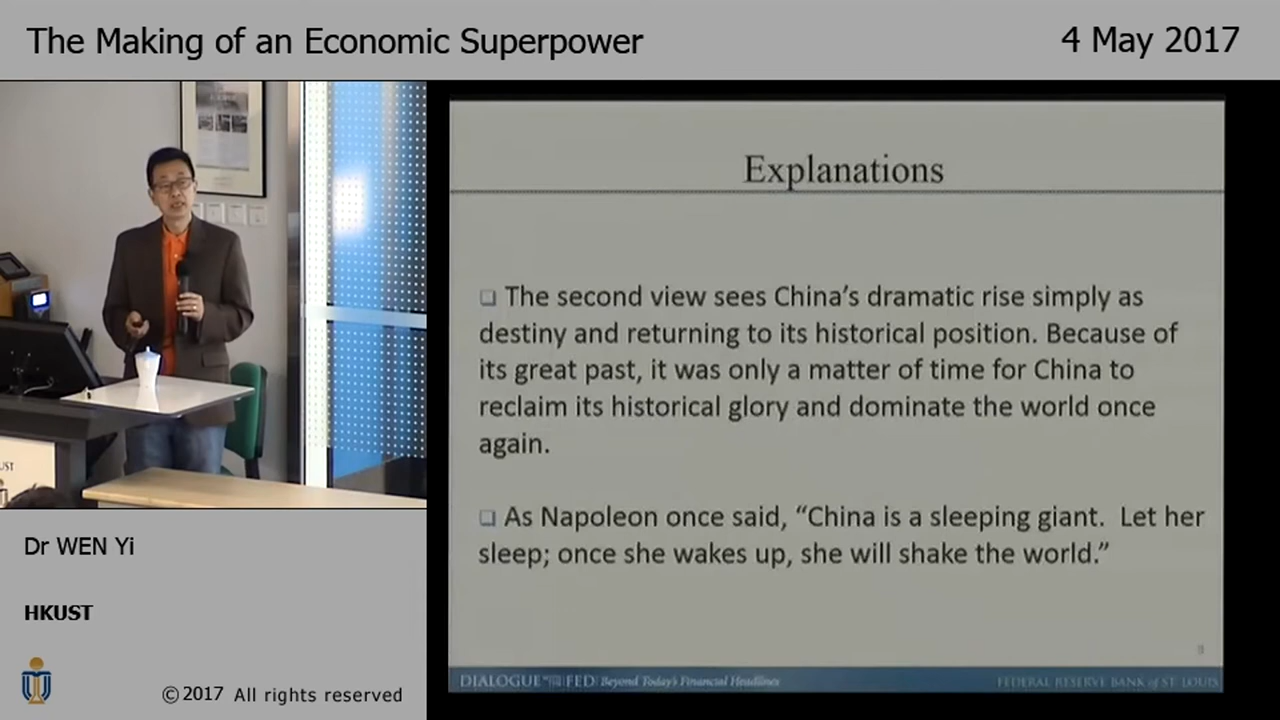 The Making of an Economic Superpower
4 May 2017
Explanations
❑ The second view sees China’s dramatic rise simply as
destiny and returning to its historical position. Because of
its great past, it was only a matter of time for China to
reclaim its historical glory and dominate the world once
again.
❑ As Napoleon once said, “China is a sleeping giant.  Let her
sleep; once she wakes up, she will shake the world.”
DIALOGUE WITH THE FED Beyond Today's Financial Headlines
FEDERAL RESERVE BANK of ST. LOUIS
UST
Dr WEN Yi
HKUST
©2017 All rights reserved